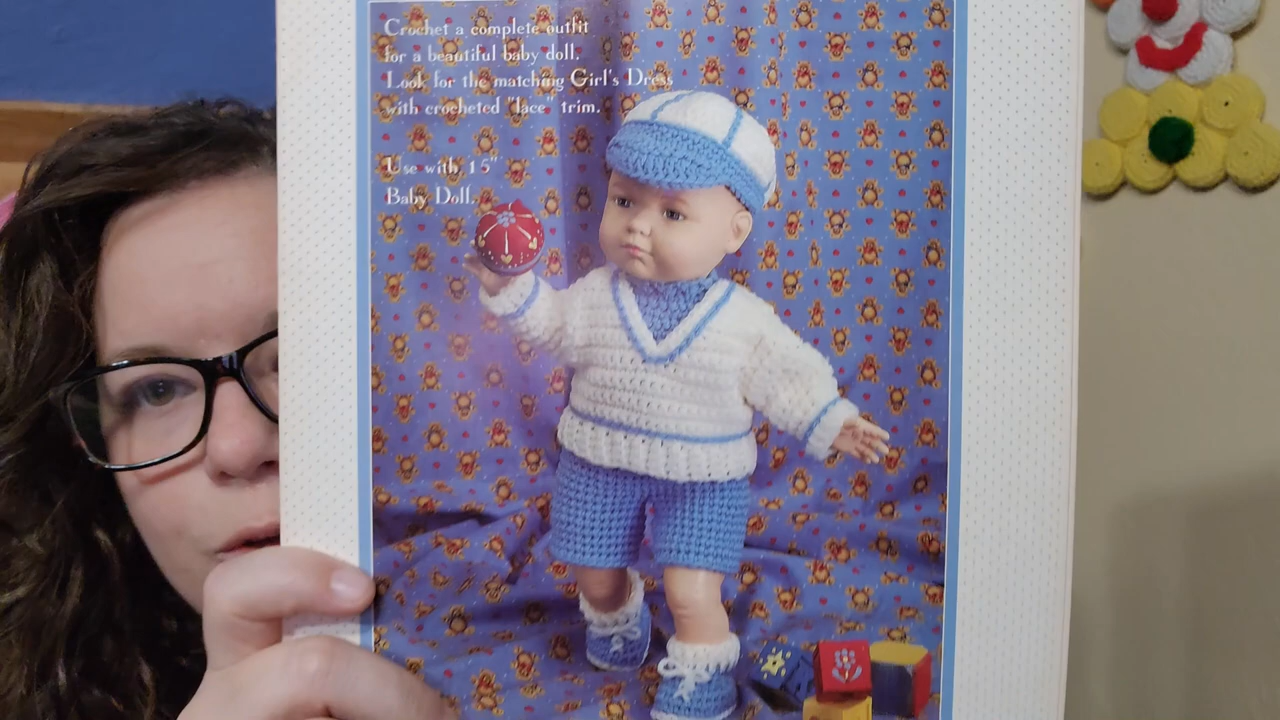 Crochet a complete outfit
for a beautiful baby doll.
Look for the matching Girl's Dress
with crocheted "lace" trim.
Use with 15"
Baby Doll.